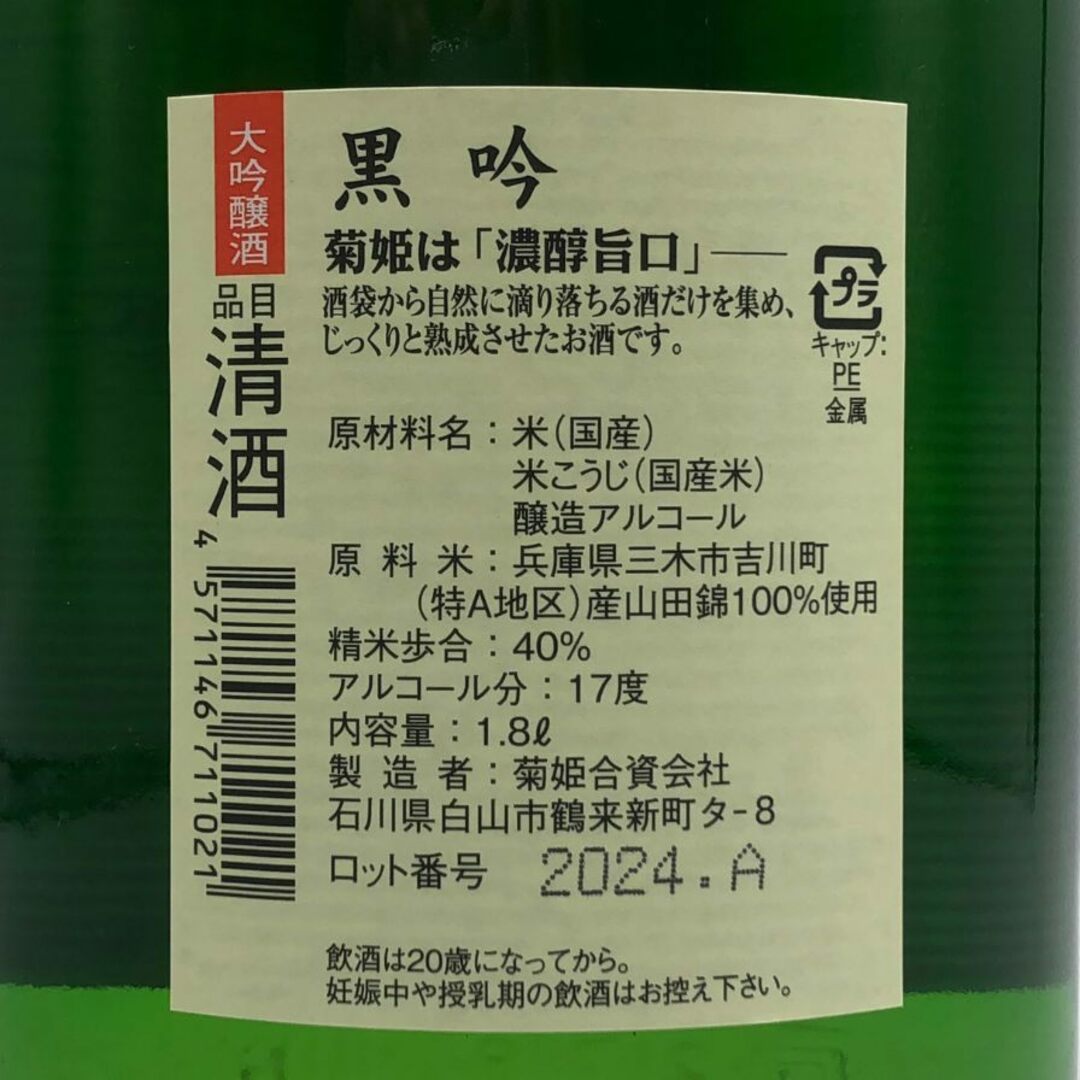 大吟醸酒
品目
清酒
4571146711021
黒吟
菊姫は「濃醇旨口」――
酒袋から自然に滴り落ちる酒だけを集め、
じっくりと熟成させたお酒です。
プラ
キャップ:
PE
金属
原材料名：米(国産)
米こうじ(国産米)
醸造アルコール
原料米：兵庫県三木市吉川町
(特A地区)産山田錦100%使用
精米歩合：40%
アルコール分：17度
内容量：1.8ℓ
製造者：菊姫合資会社
石川県白山市鶴来新町タ-8
ロット番号 2024.A
飲酒は20歳になってから。
妊娠中や授乳期の飲酒はお控え下さい。